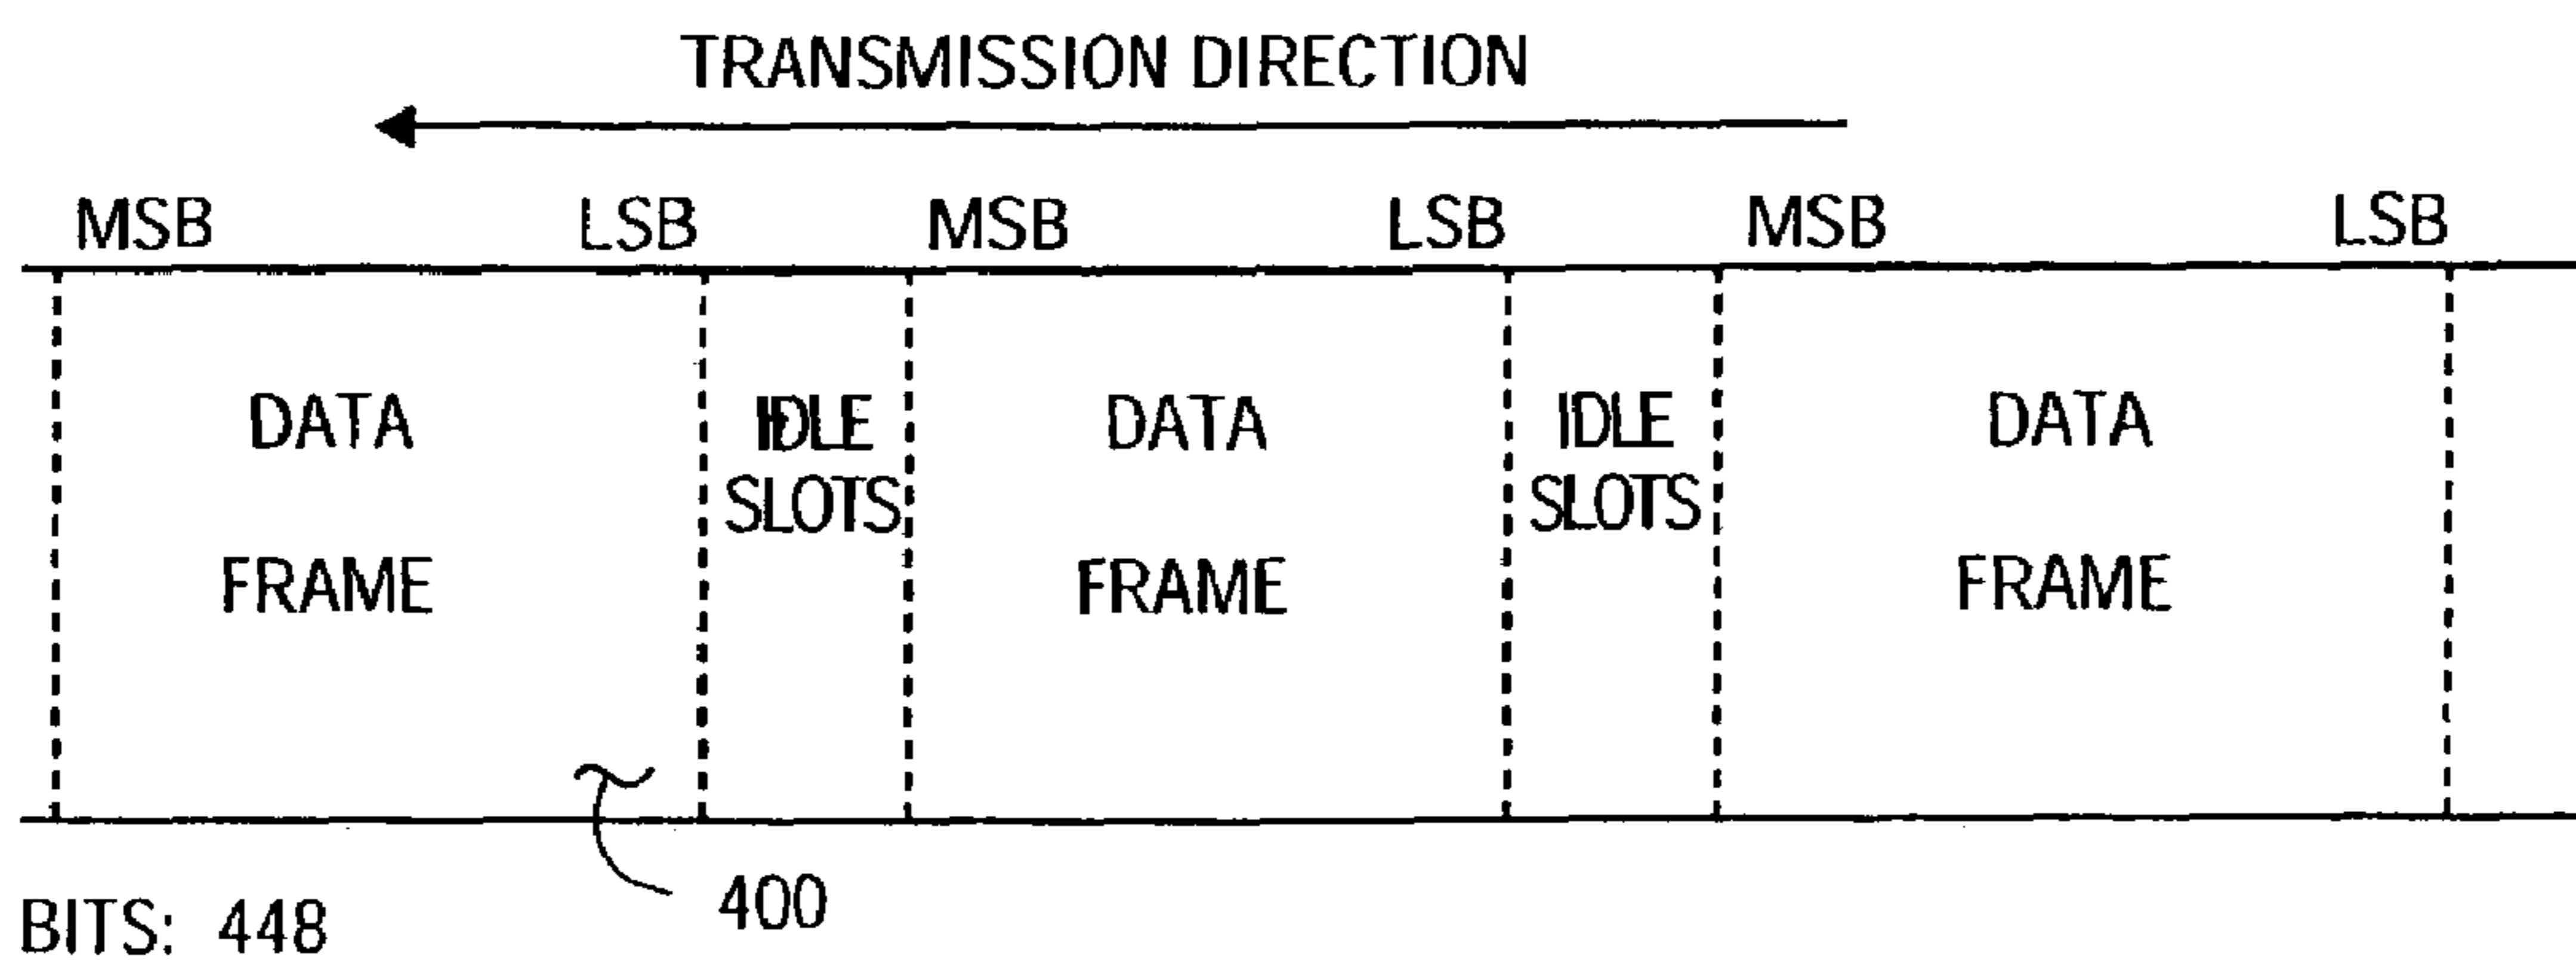 TRANSMISSION DIRECTION
MSB LSB MSB LSB MSB LSB
DATA IDLE DATA IDLE DATA
SLOTS SLOTS
FRAME FRAME FRAME
400
BITS: 448